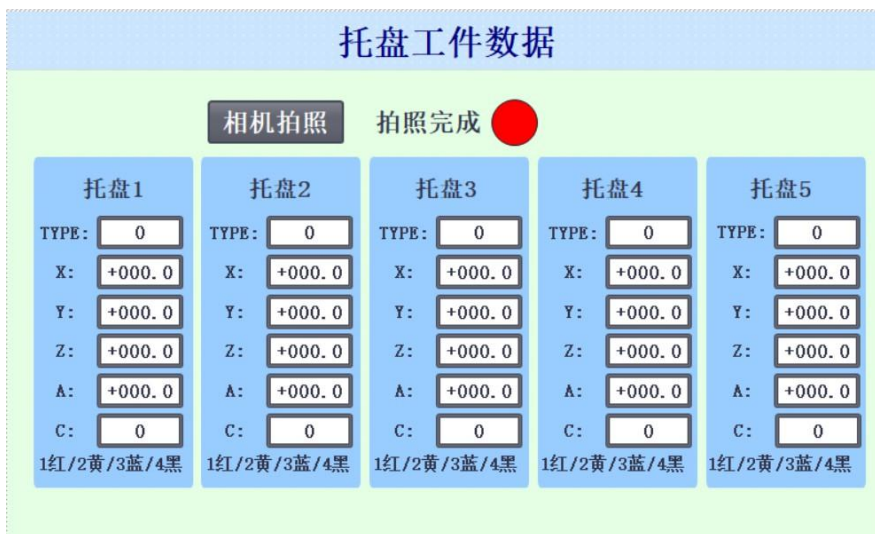 托盘工件数据
相机拍照 拍照完成
托盘1 托盘2 托盘3 托盘4 托盘5
TYPE: 0 TYPE: 0 TYPE: 0 TYPE: 0 TYPE: 0
X: +000.0 X: +000.0 X: +000.0 X: +000.0 X: +000.0
Y: +000.0 Y: +000.0 Y: +000.0 Y: +000.0 Y: +000.0
Z: +000.0 Z: +000.0 Z: +000.0 Z: +000.0 Z: +000.0
A: +000.0 A: +000.0 A: +000.0 A: +000.0 A: +000.0
C: 0 C: 0 C: 0 C: 0 C: 0
1红/2黄/3蓝/4黑 1红/2黄/3蓝/4黑 1红/2黄/3蓝/4黑 1红/2黄/3蓝/4黑 1红/2黄/3蓝/4黑